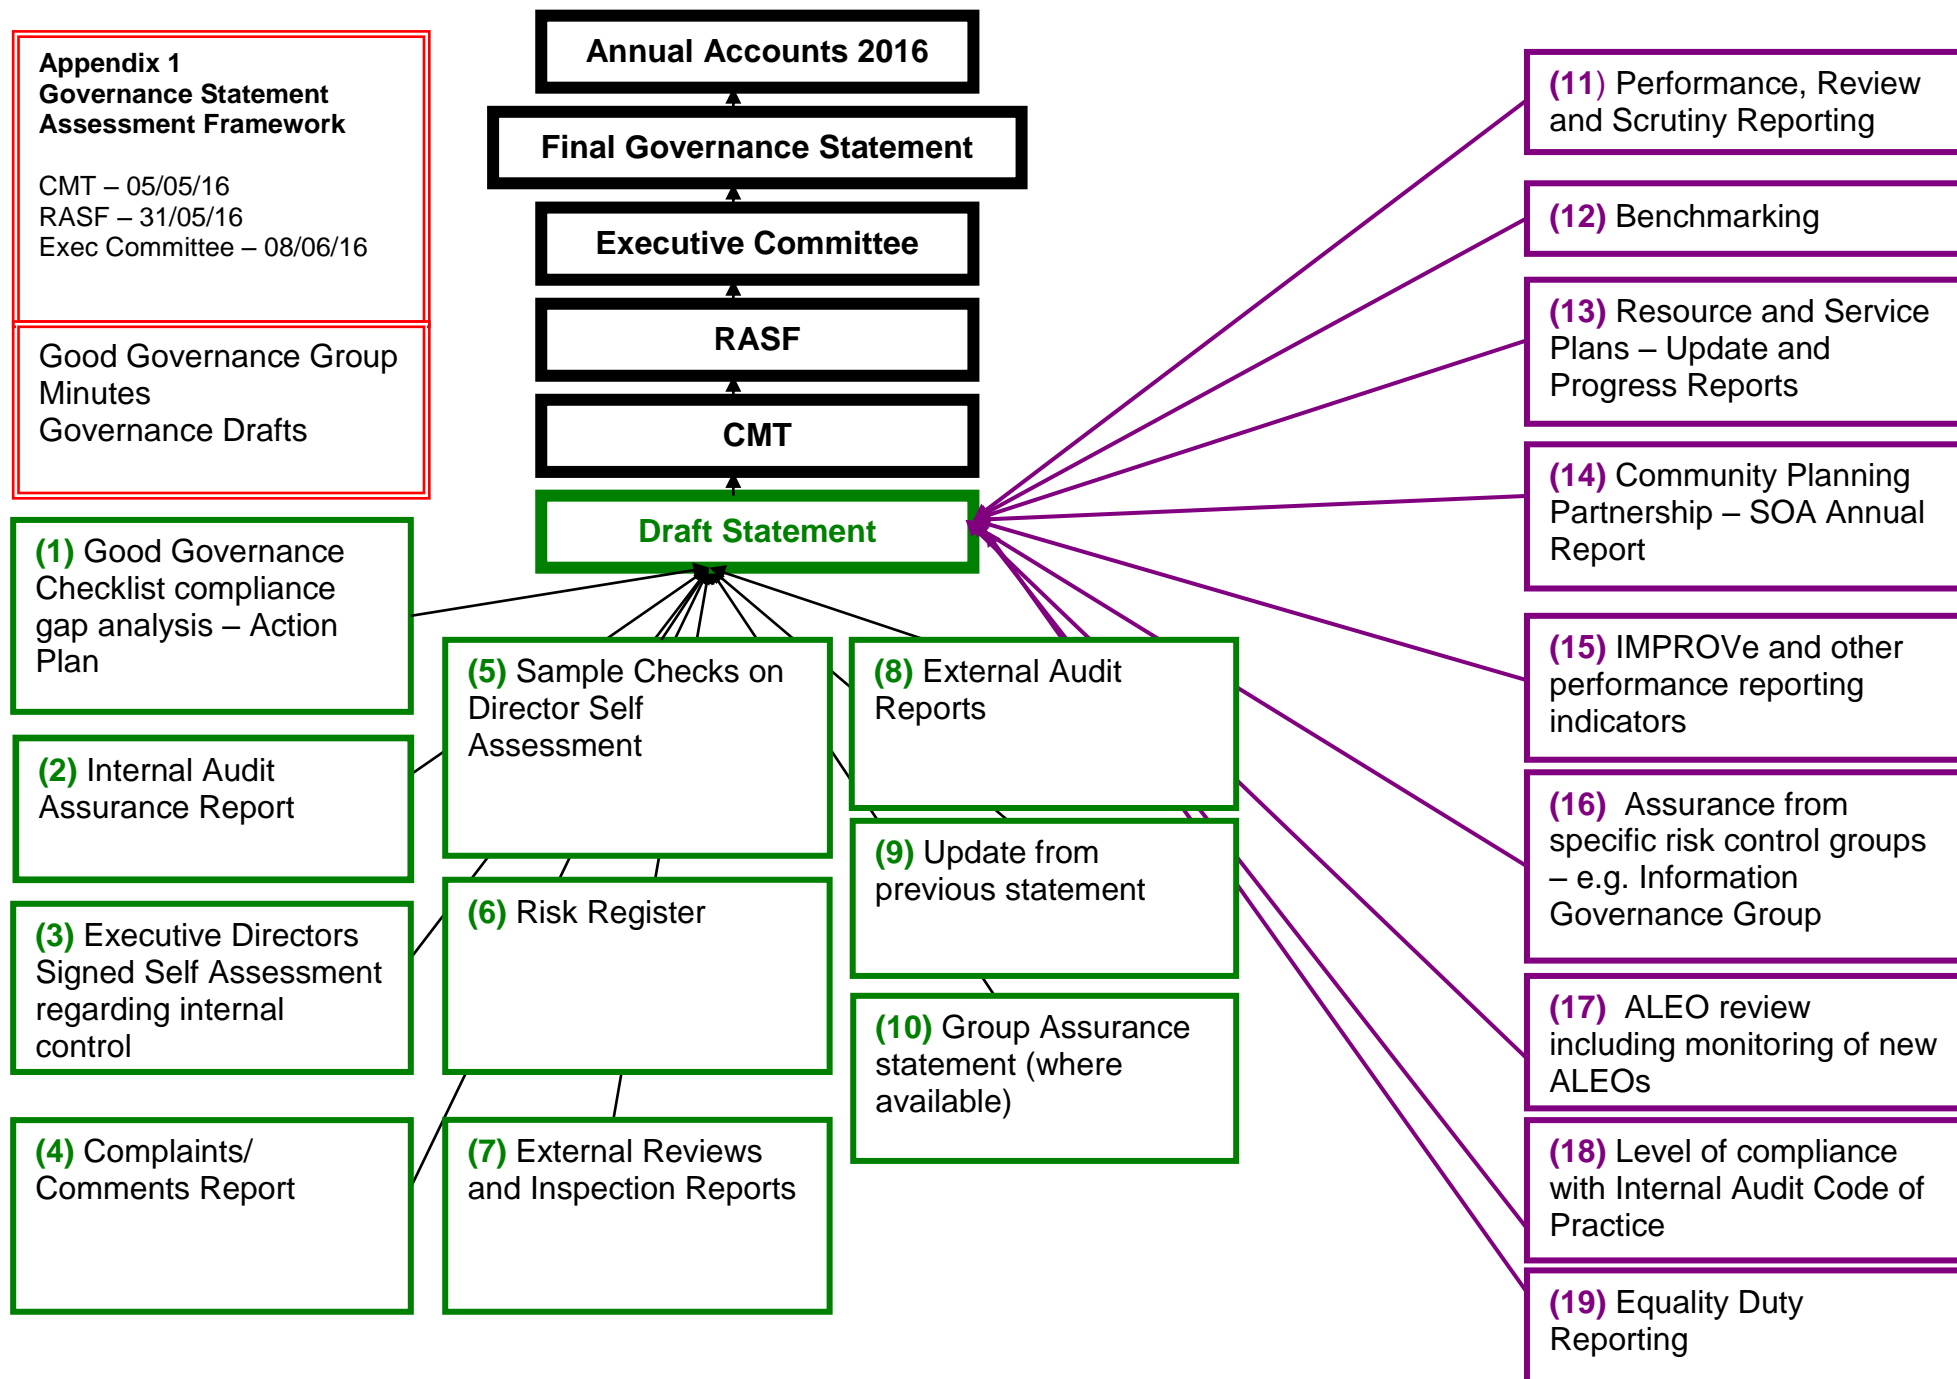 Appendix 1
Governance Statement
Assessment Framework
CMT – 05/05/16
RASF – 31/05/16
Exec Committee – 08/06/16
Good Governance Group
Minutes
Governance Drafts
Annual Accounts 2016
Final Governance Statement
Executive Committee
RASF
CMT
Draft Statement
(1) Good Governance
Checklist compliance
gap analysis – Action
Plan
(2) Internal Audit
Assurance Report
(3) Executive Directors
Signed Self Assessment
regarding internal
control
(4) Complaints/
Comments Report
(5) Sample Checks on
Director Self
Assessment
(6) Risk Register
(7) External Reviews
and Inspection Reports
(8) External Audit
Reports
(9) Update from
previous statement
(10) Group Assurance
statement (where
available)
(11) Performance, Review
and Scrutiny Reporting
(12) Benchmarking
(13) Resource and Service
Plans – Update and
Progress Reports
(14) Community Planning
Partnership – SOA Annual
Report
(15) IMPROVe and other
performance reporting
indicators
(16) Assurance from
specific risk control groups
– e.g. Information
Governance Group
(17) ALEO review
including monitoring of new
ALEOs
(18) Level of compliance
with Internal Audit Code of
Practice
(19) Equality Duty
Reporting